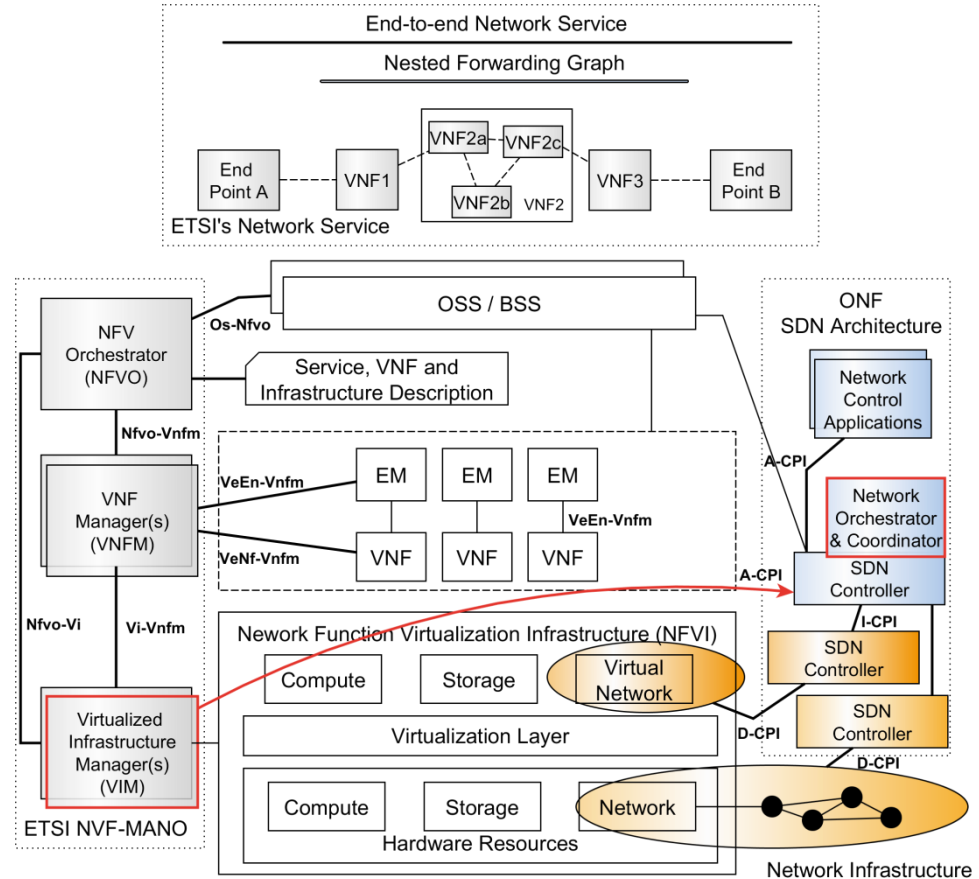 End-to-end Network Service
Nested Forwarding Graph
End
Point A
VNF1
VNF2a
VNF2c
VNF2b
VNF2
VNF3
End
Point B
ETSI's Network Service
NFV
Orchestrator
(NFVO)
Os-Nfvo
OSS / BSS
Service, VNF and
Infrastructure Description
Nfvo-Vnfm
VNF
Manager(s)
(VNFM)
VeEn-Vnfm
VeNf-Vnfm
EM
EM
EM
VeEn-Vnfm
VNF
VNF
VNF
Nfvo-Vi
Vi-Vnfm
Virtualized
Infrastructure
Manager(s)
(VIM)
ETSI NVF-MANO
Nework Function Virtualization Infrastructure (NFVI)
Compute
Storage
Virtual
Network
Virtualization Layer
Compute
Storage
Network
Hardware Resources
ONF
SDN Architecture
Network
Control
Applications
A-CPI
Network
Orchestrator
& Coordinator
A-CPI
SDN
Controller
I-CPI
SDN
Controller
D-CPI
SDN
Controller
D-CPI
Network Infrastructure